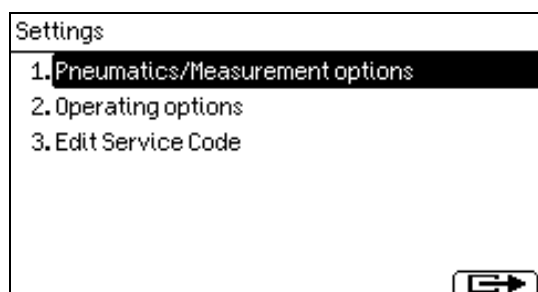 Settings
1. Pneumatics/Measurement options
2. Operating options
3. Edit Service Code